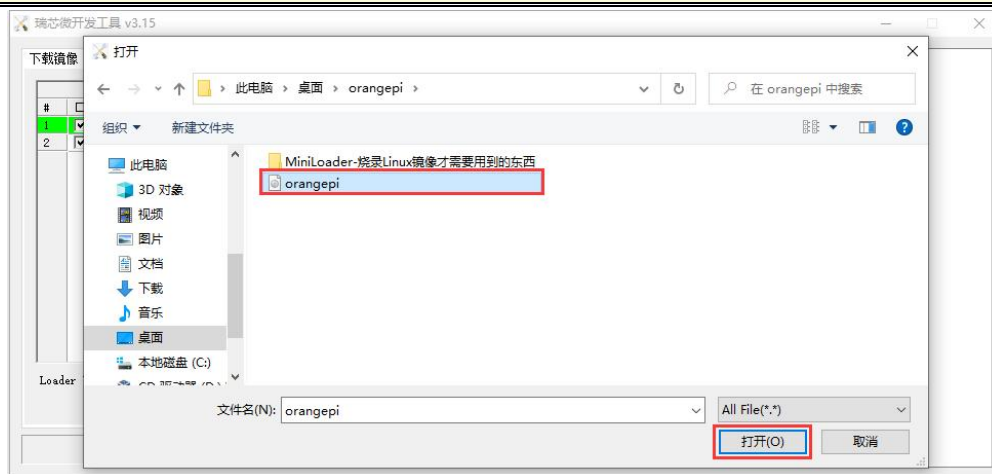 瑞芯微开发工具 v3.15
下载镜像
打开
此电脑 › 桌面 › orangepi ›
在 orangepi 中搜索
组织
新建文件夹
#
1
2
此电脑
3D 对象
视频
图片
文档
下载
音乐
桌面
本地磁盘 (C:)
MiniLoader-烧录Linux镜像才需要用到的东西
orangepi
Loader
文件名(N):
orangepi
All File(*.*)
打开(O)
取消